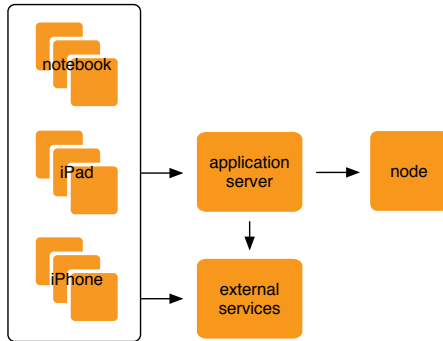 notebook
iPad
iPhone
application
server
node
external
services